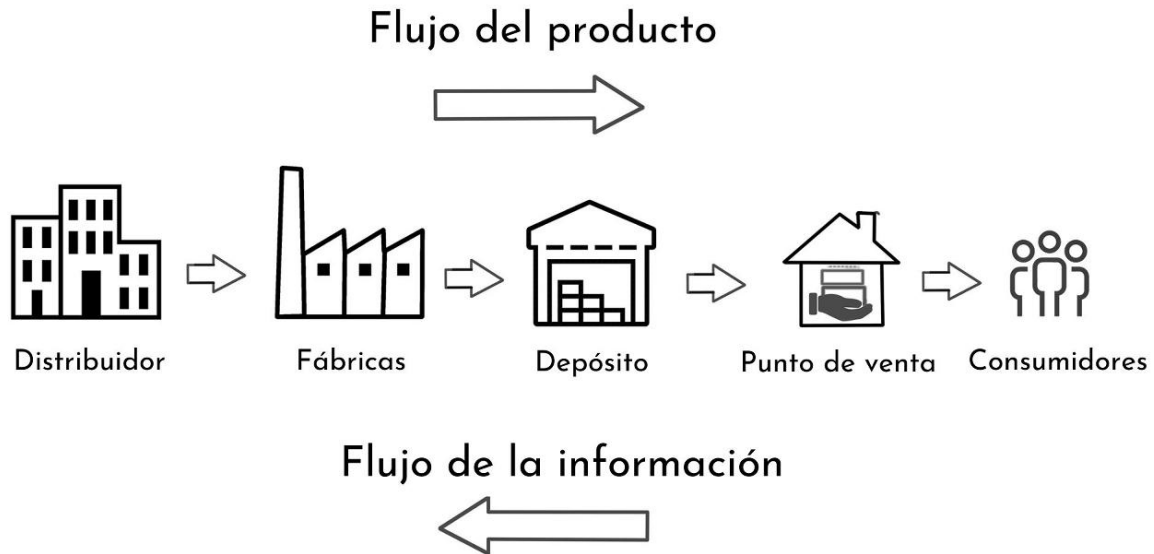 Flujo del producto
Distribuidor
Fábricas
Depósito
Punto de venta
Consumidores
Flujo de la información